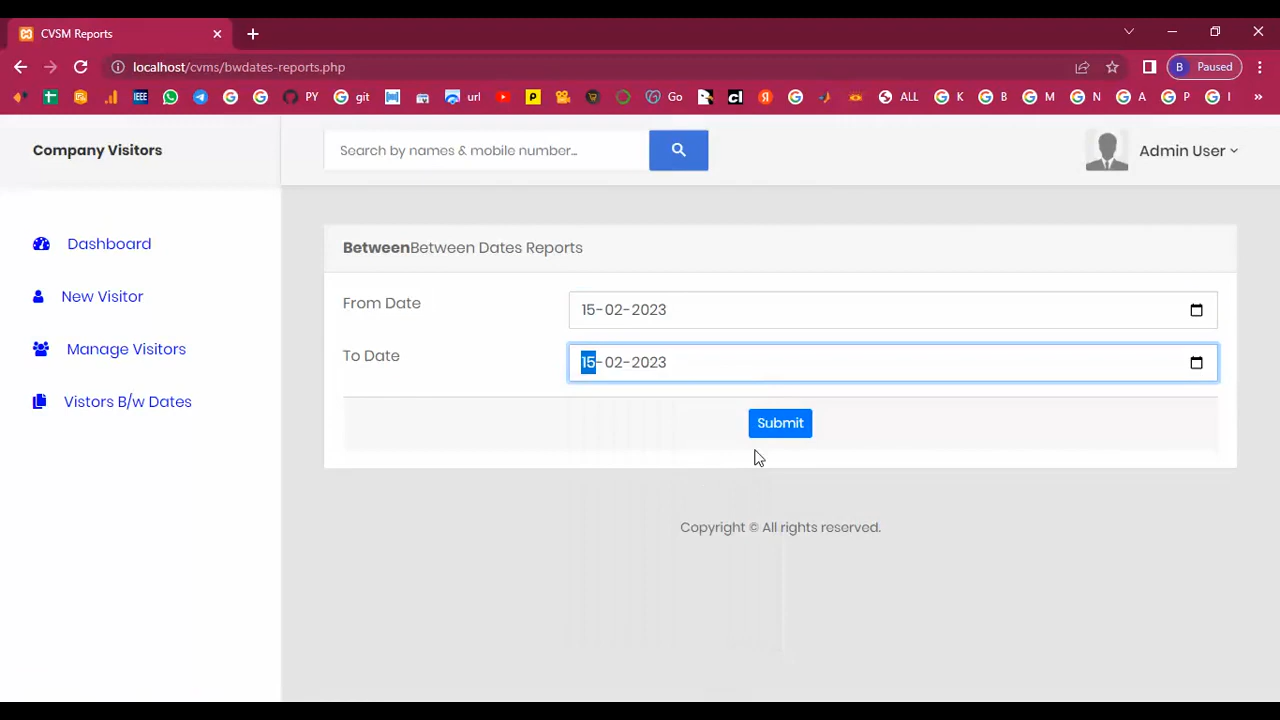 CVSM Reports
localhost/cvms/bwdates-reports.php
B Paused
IEEE PY git url Go ALL K B M N A P I
Company Visitors
Search by names & mobile number...
Admin User
Dashboard
New Visitor
Manage Visitors
Vistors B/w Dates
BetweenBetween Dates Reports
From Date
15-02-2023
To Date
15-02-2023
Submit
Copyright © All rights reserved.